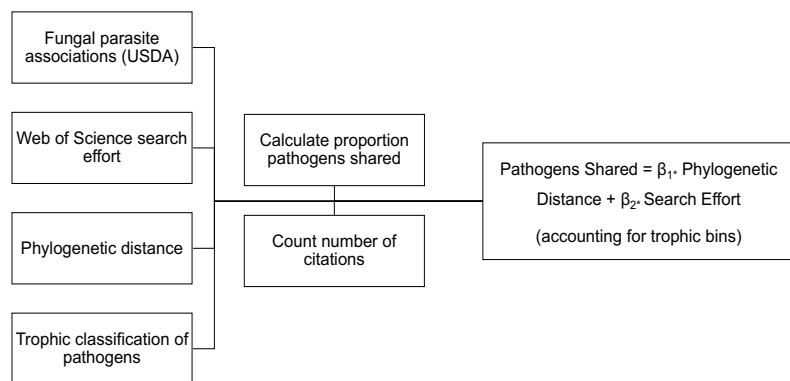 Fungal parasite
associations (USDA)
Web of Science search
effort
Phylogenetic distance
Trophic classification of
pathogens
Calculate proportion
pathogens shared
Count number of
citations
Pathogens Shared = β₁* Phylogenetic
Distance + β₂* Search Effort
(accounting for trophic bins)